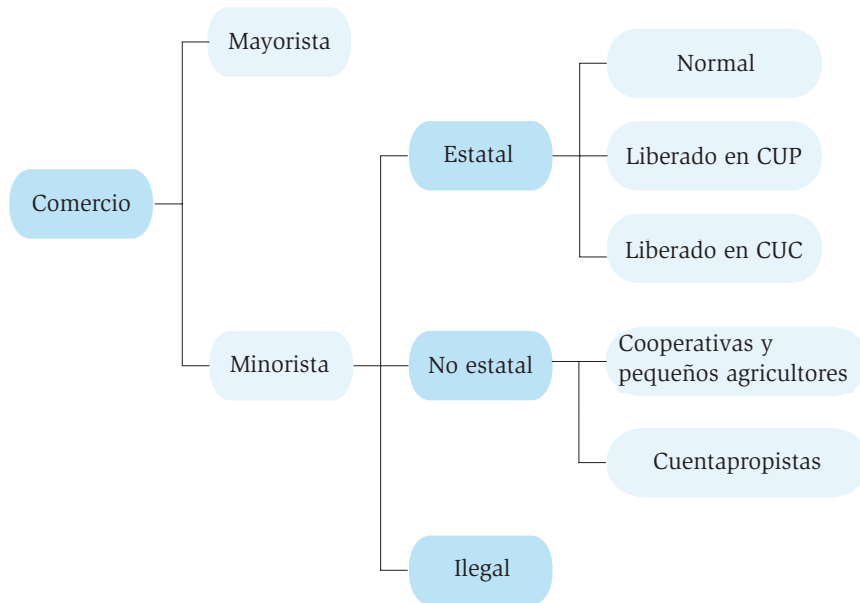 Comercio
Mayorista
Minorista
Estatal
Normal
Liberado en CUP
Liberado en CUC
No estatal
Cooperativas y
pequeños agricultores
Cuentapropistas
Ilegal